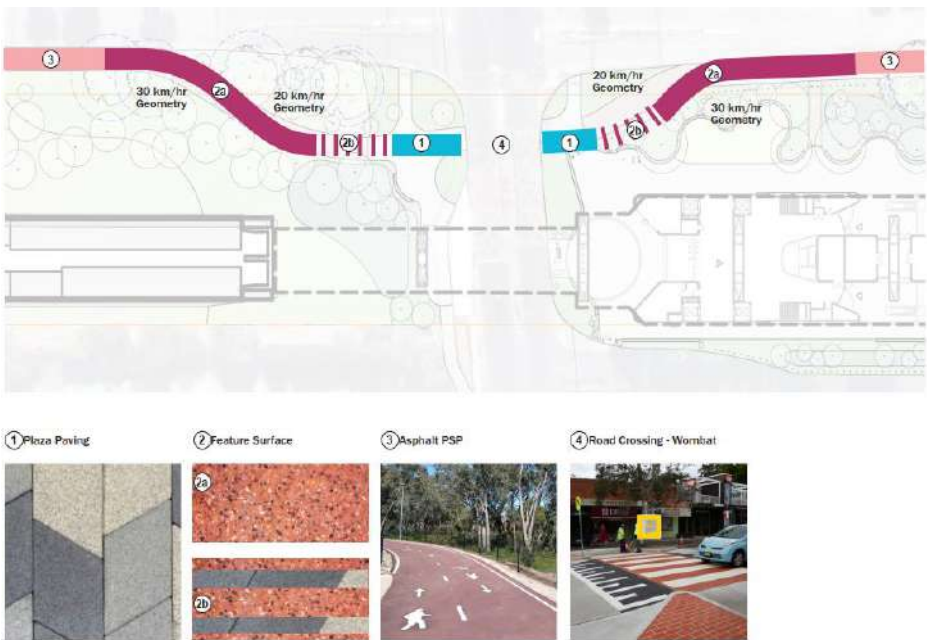 3
2a
30 km/hr
Geometry
20 km/hr
Geometry
2b
1
4
1
2b
20 km/hr
Geometry
2a
30 km/hr
Geometry
3
1 Plaza Paving
2 Feature Surface
3 Asphalt PSP
4 Road Crossing - Wombat
2a
2b